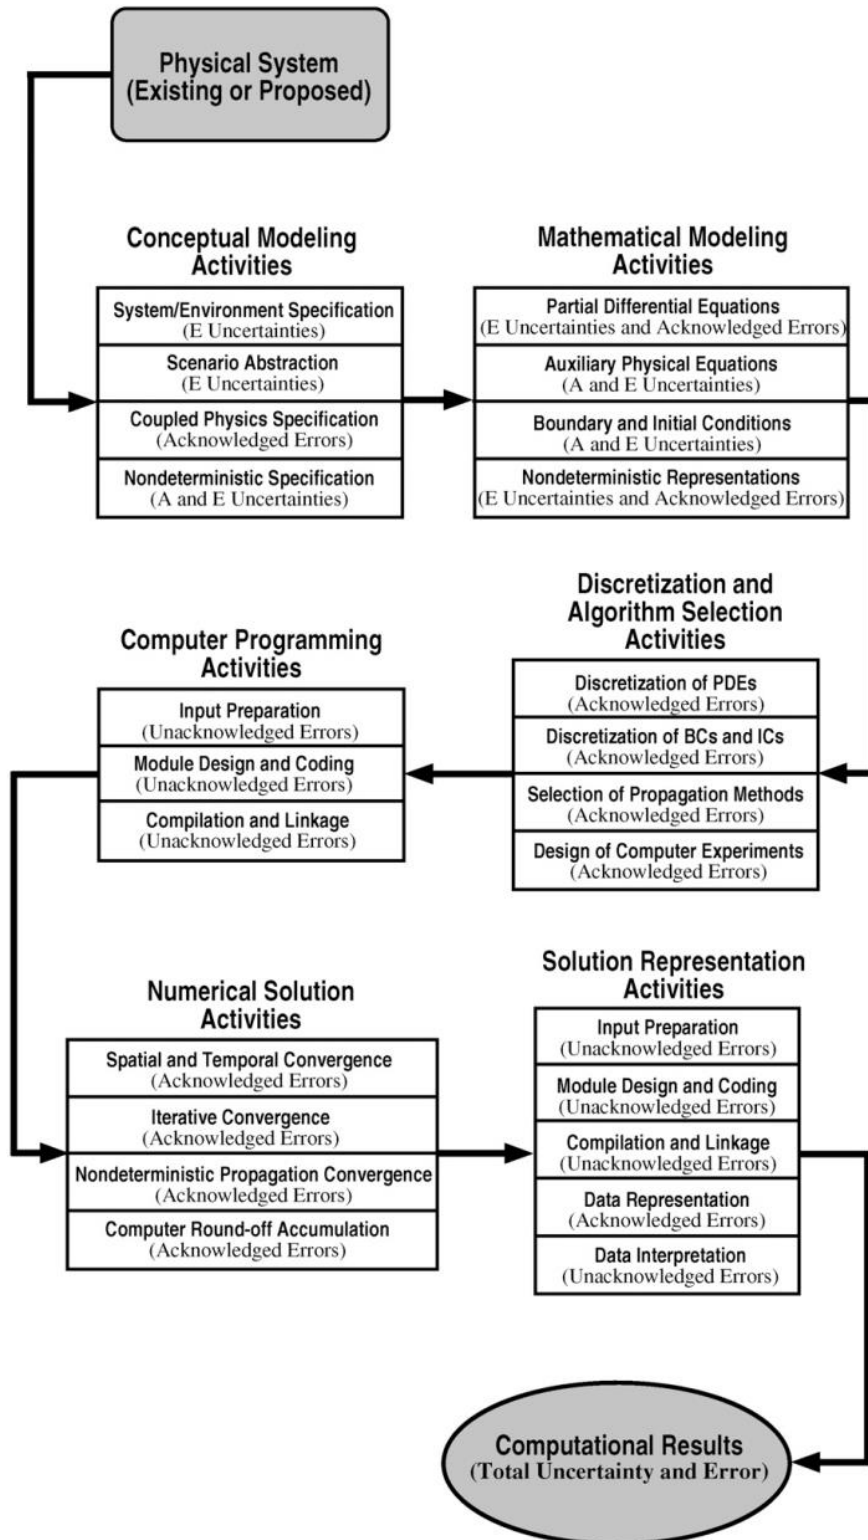 Physical System
(Existing or Proposed)
Conceptual Modeling
Activities
System/Environment Specification
(E Uncertainties)
Scenario Abstraction
(E Uncertainties)
Coupled Physics Specification
(Acknowledged Errors)
Nondeterministic Specification
(A and E Uncertainties)
Mathematical Modeling
Activities
Partial Differential Equations
(E Uncertainties and Acknowledged Errors)
Auxiliary Physical Equations
(A and E Uncertainties)
Boundary and Initial Conditions
(A and E Uncertainties)
Nondeterministic Representations
(E Uncertainties and Acknowledged Errors)
Discretization and
Algorithm Selection
Activities
Discretization of PDEs
(Acknowledged Errors)
Discretization of BCs and ICs
(Acknowledged Errors)
Selection of Propagation Methods
(Acknowledged Errors)
Design of Computer Experiments
(Acknowledged Errors)
Computer Programming
Activities
Input Preparation
(Unacknowledged Errors)
Module Design and Coding
(Unacknowledged Errors)
Compilation and Linkage
(Unacknowledged Errors)
Numerical Solution
Activities
Spatial and Temporal Convergence
(Acknowledged Errors)
Iterative Convergence
(Acknowledged Errors)
Nondeterministic Propagation Convergence
(Acknowledged Errors)
Computer Round-off Accumulation
(Acknowledged Errors)
Solution Representation
Activities
Input Preparation
(Unacknowledged Errors)
Module Design and Coding
(Unacknowledged Errors)
Compilation and Linkage
(Unacknowledged Errors)
Data Representation
(Acknowledged Errors)
Data Interpretation
(Unacknowledged Errors)
Computational Results
(Total Uncertainty and Error)